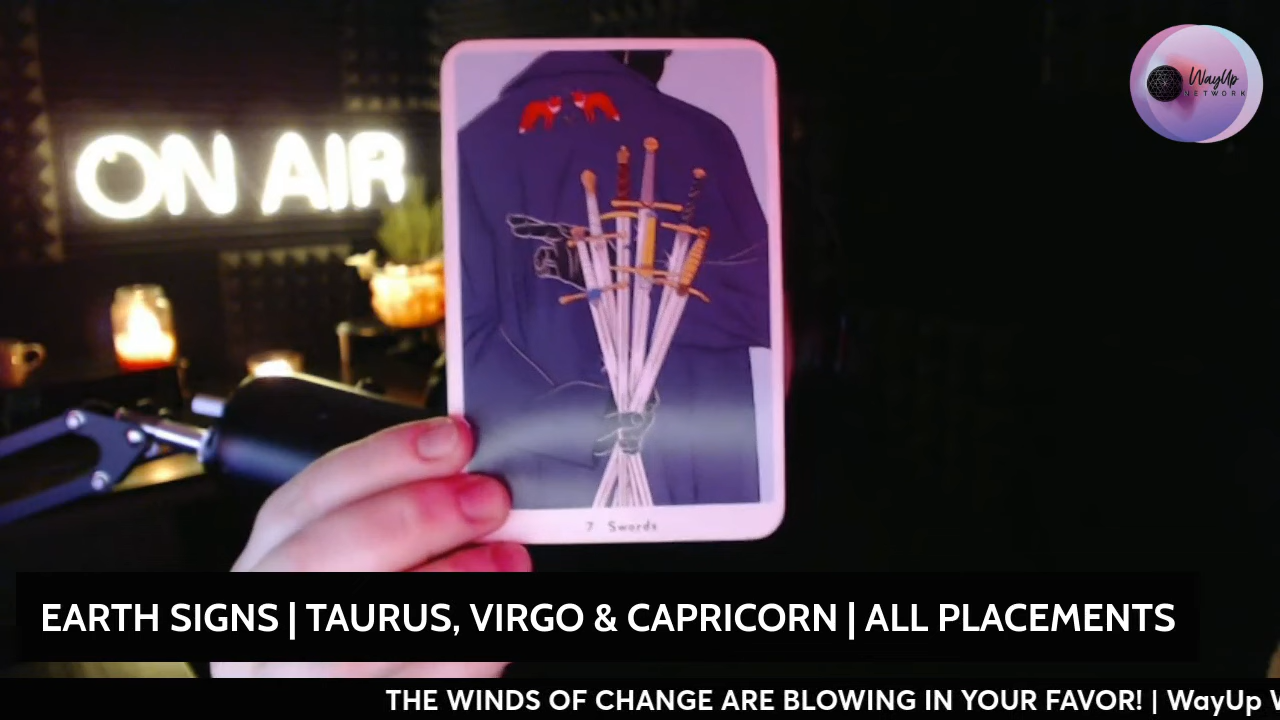 WayUp
NETWORK
ON AIR
7 Swords
EARTH SIGNS | TAURUS, VIRGO & CAPRICORN | ALL PLACEMENTS
THE WINDS OF CHANGE ARE BLOWING IN YOUR FAVOR! | WayUp